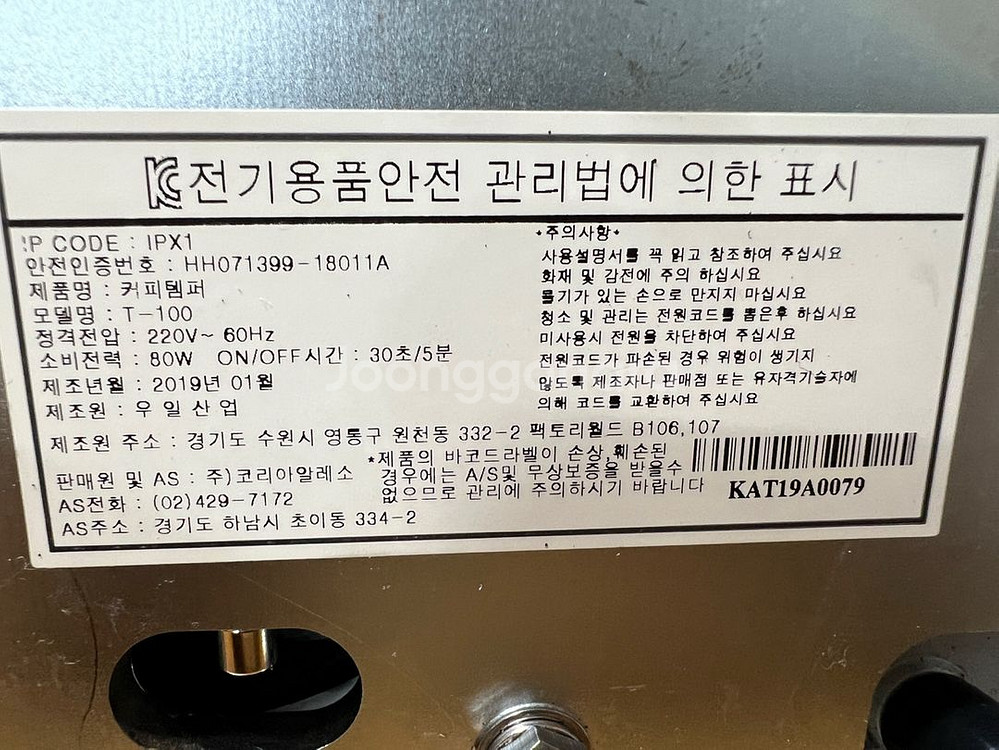 KC 전기용품안전 관리법에 의한 표시
IP CODE : IPX1
안전인증번호 : HH071399-18011A
제품명 : 커피템퍼
모델명 : T-100
정격전압 : 220V~ 60Hz
소비전력 : 80W ON/OFF시간 : 30초/5분
제조년월 : 2019년 01월
제조원 : 우일산업
*주의사항*
사용설명서를 꼭 읽고 참조하여 주십시요
화재 및 감전에 주의 하십시요
물기가 있는 손으로 만지지 마십시요
청소 및 관리는 전원코드를 뽑은후 하십시요
미사용시 전원을 차단하여 주십시요
전원코드가 파손된 경우 위험이 생기지
않도록 제조자나 판매점 또는 유자격기술자에
의해 코드를 교환하여 주십시요
제조원 주소 : 경기도 수원시 영통구 원천동 332-2 팩토리월드 B106,107
판매원 및 AS : 주)코리아알레소
AS전화 : (02)429-7172
AS주소 : 경기도 하남시 초이동 334-2
*제품의 바코드라벨이 손상,훼손된
경우에는 A/S및 무상보증을 받을수
없으므로 관리에 주의하시기 바랍니다
KAT19A0079